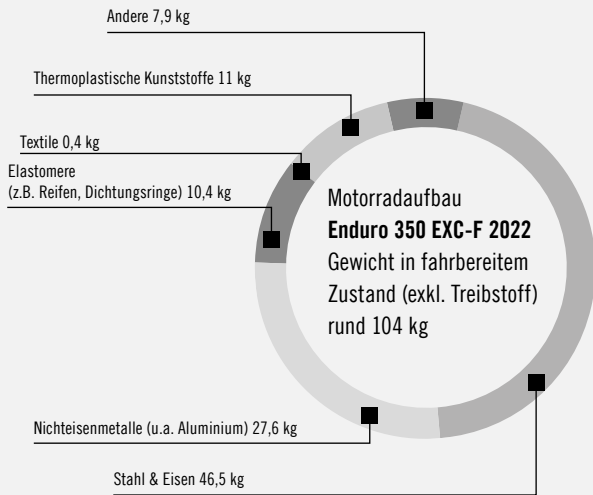 Andere 7,9 kg
Thermoplastische Kunststoffe 11 kg
Textile 0,4 kg
Elastomere
(z.B. Reifen, Dichtungsringe) 10,4 kg
Motorradaufbau
Enduro 350 EXC-F 2022
Gewicht in fahrbereitem
Zustand (exkl. Treibstoff)
rund 104 kg
Nichteisenmetalle (u.a. Aluminium) 27,6 kg
Stahl & Eisen 46,5 kg